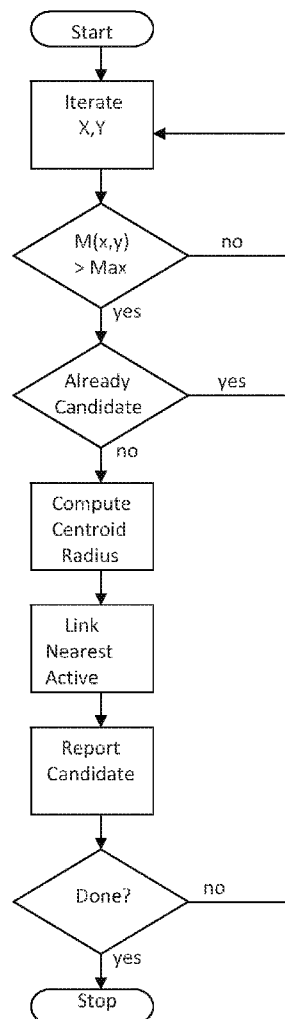 Start
Iterate
X,Y
M(x,y)
> Max
no
yes
Already
Candidate
yes
no
Compute
Centroid
Radius
Link
Nearest
Active
Report
Candidate
Done?
no
yes
Stop